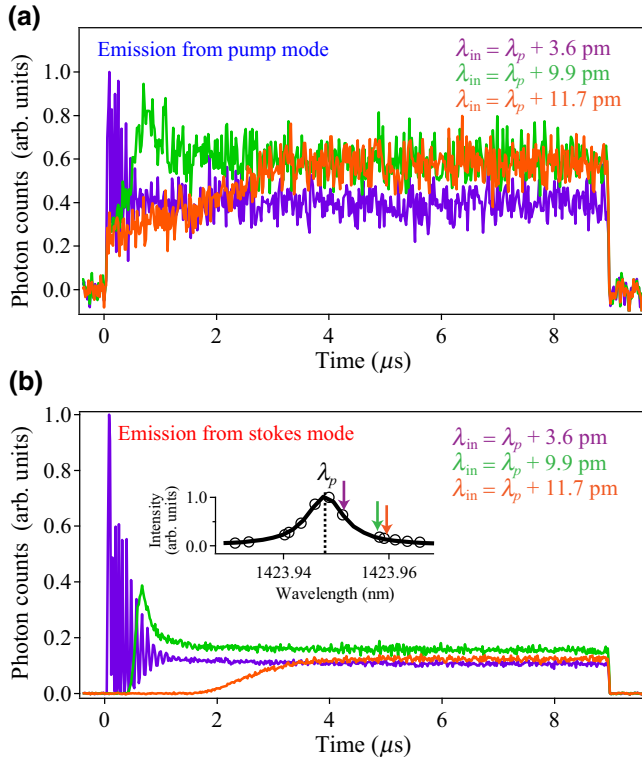 (a)
Emission from pump mode
λin = λp + 3.6 pm
λin = λp + 9.9 pm
λin = λp + 11.7 pm
Photon counts (arb. units)
1.0
0.8
0.6
0.4
0.2
0.0
0 2 4 6 8
Time (μs)
(b)
Emission from stokes mode
λin = λp + 3.6 pm
λin = λp + 9.9 pm
λin = λp + 11.7 pm
Photon counts (arb. units)
1.0
0.8
0.6
0.4
0.2
0.0
λp
Intensity
(arb. units)
1.0
0.0
1423.94 1423.96
Wavelength (nm)
0 2 4 6 8
Time (μs)